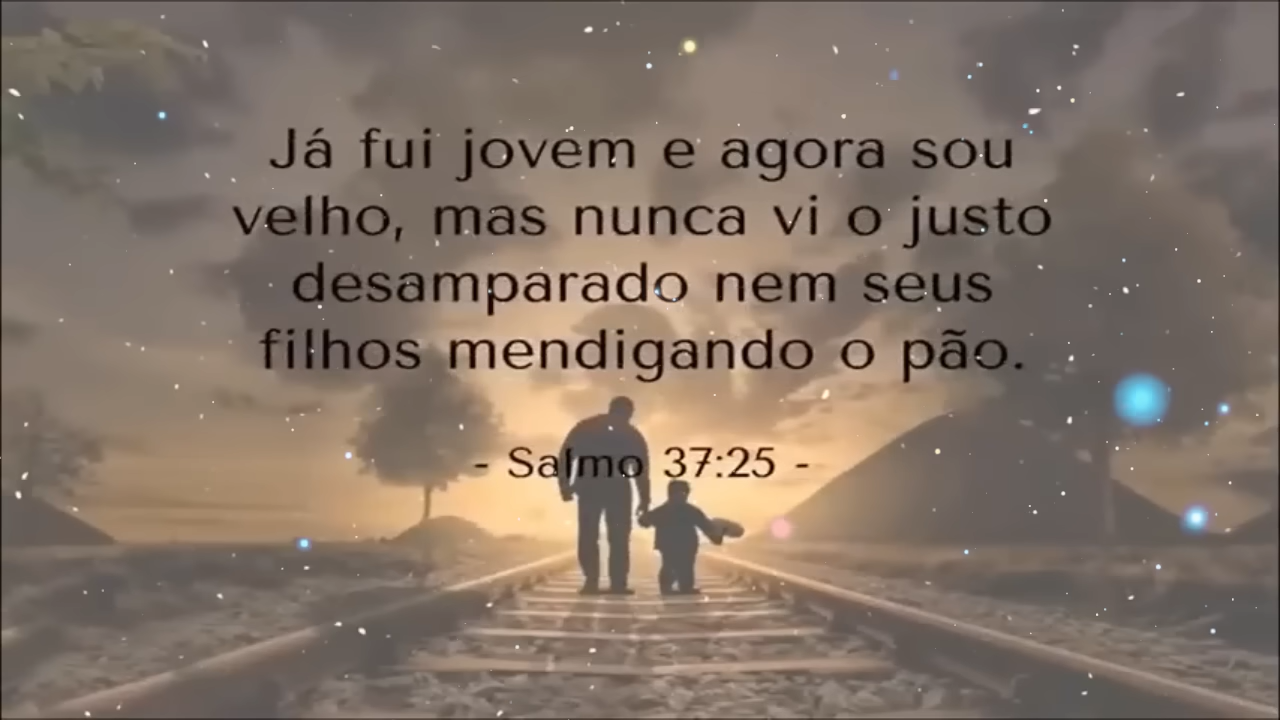 Já fui jovem e agora sou
velho, mas nunca vi o justo
desamparado nem seus
filhos mendigando o pão.
- Salmo 37:25 -